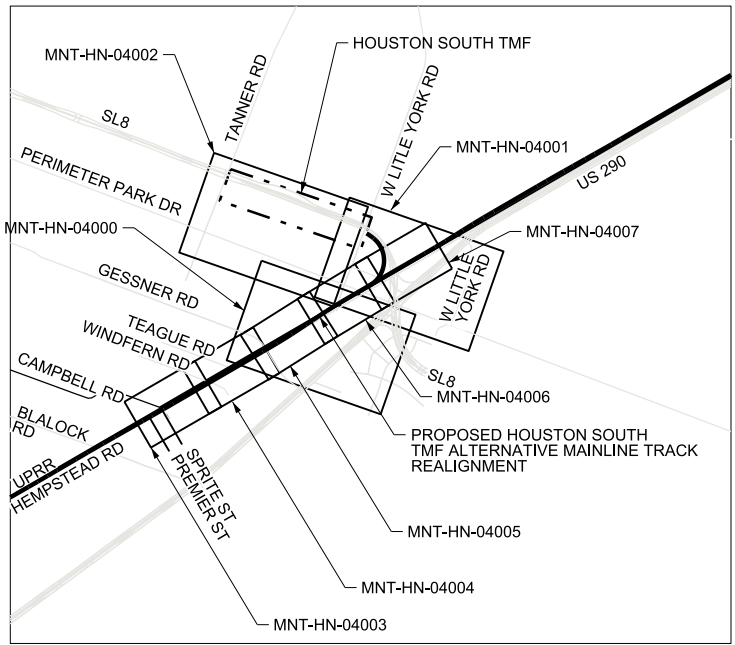 HOUSTON SOUTH TMF
MNT-HN-04002
TANNER RD
W LITLE YORK RD
SL8
MNT-HN-04001
PERIMETER PARK DR
US 290
MNT-HN-04000
MNT-HN-04007
GESSNER RD
W LITTLE
YORK RD
TEAGUE RD
WINDFERN RD
CAMPBELL RD
SL8
MNT-HN-04006
BLALOCK
RD
PROPOSED HOUSTON SOUTH
TMF ALTERNATIVE MAINLINE TRACK
REALIGNMENT
UPRR
HEMPSTEAD RD
SPRITE ST
PREMIER ST
MNT-HN-04005
MNT-HN-04004
MNT-HN-04003